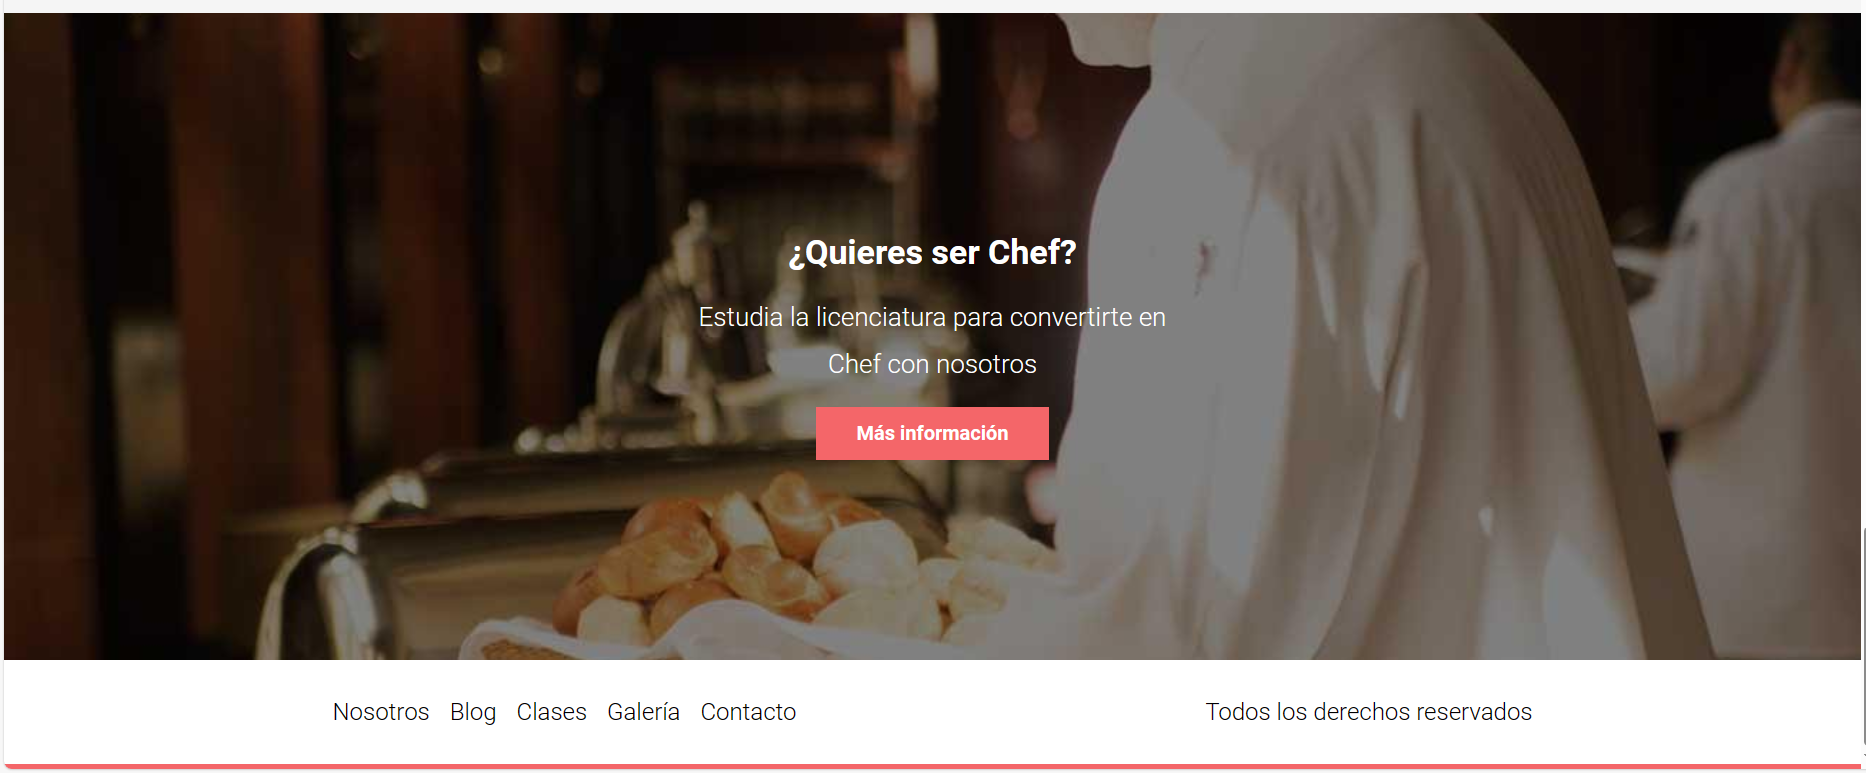 ¿Quieres ser Chef?
Estudia la licenciatura para convertirte en
Chef con nosotros
Más información
Nosotros Blog Clases Galería Contacto
Todos los derechos reservados